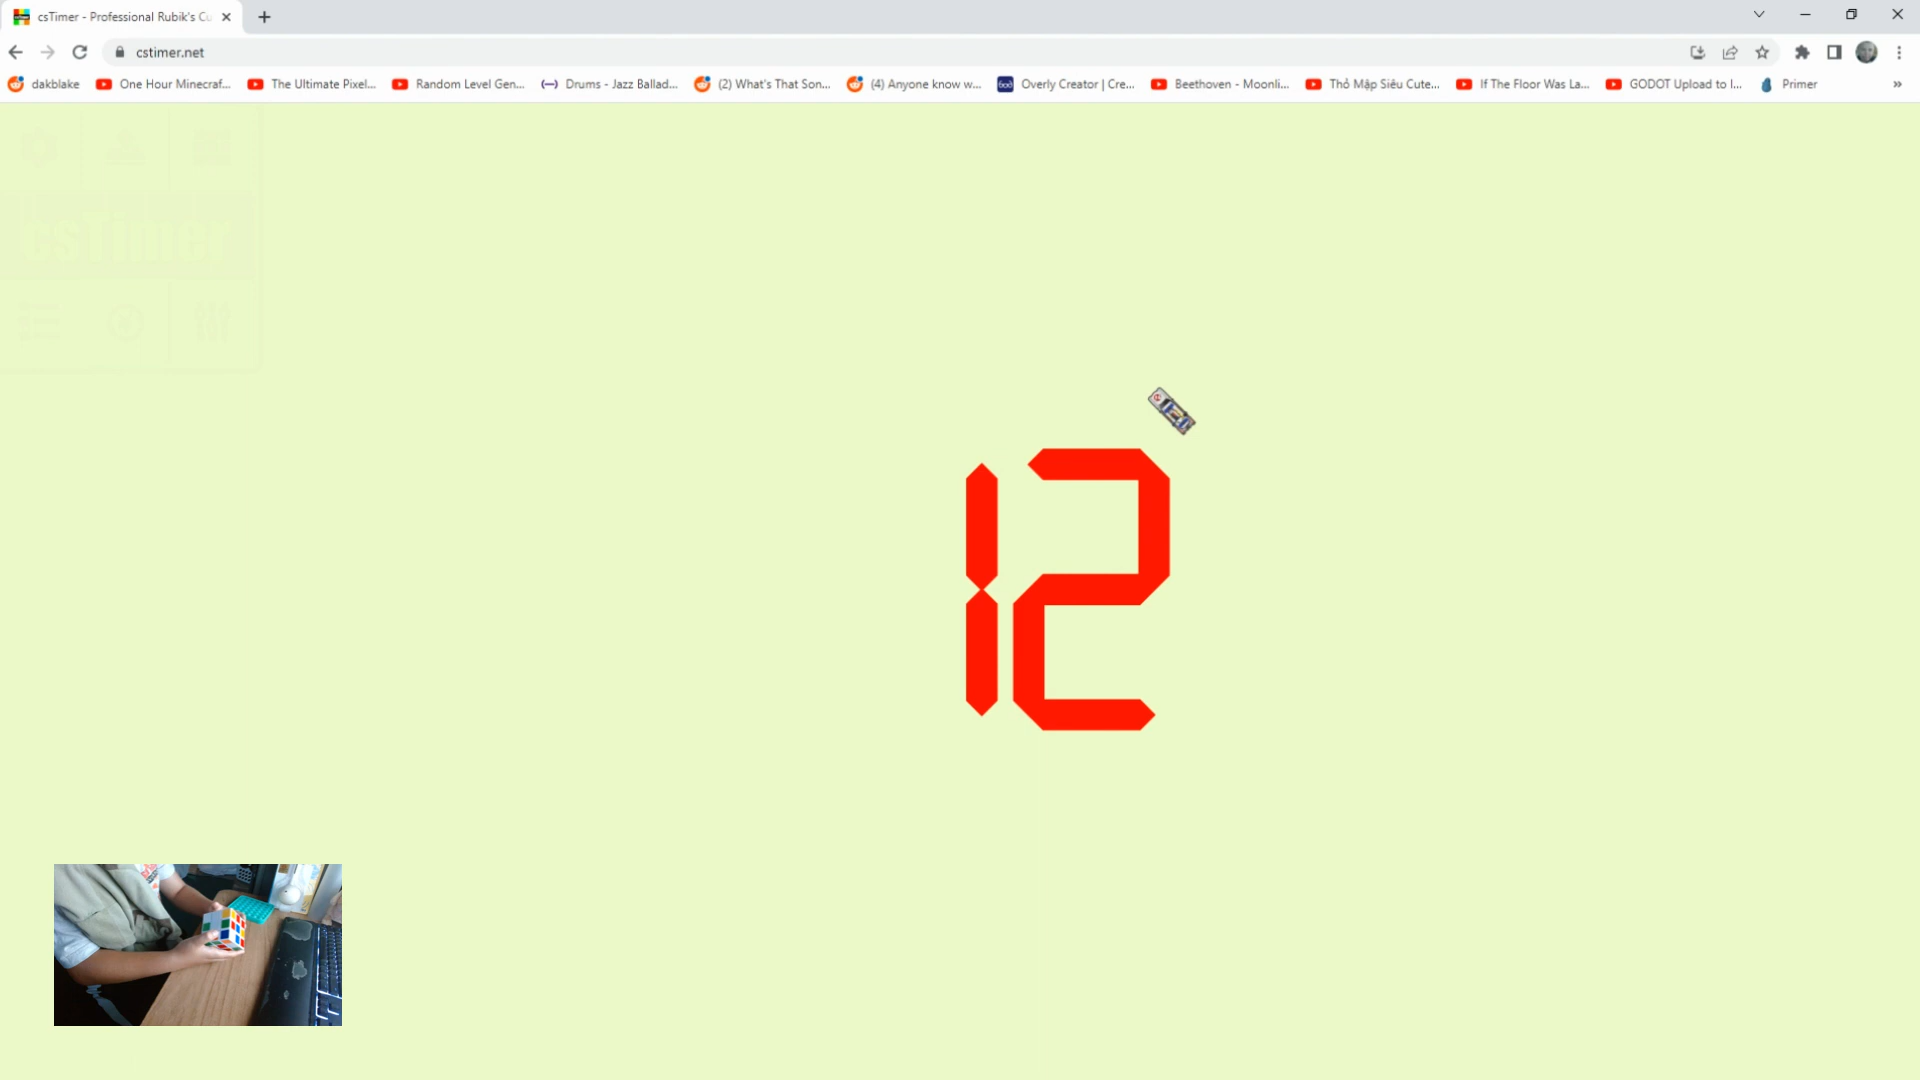 csTimer - Professional Rubik's Cu
cstimer.net
dakblake
One Hour Minecraf...
The Ultimate Pixel...
Random Level Gen...
Drums - Jazz Ballad...
(2) What's That Son...
(4) Anyone know w...
Overly Creator | Cre...
Beethoven - Moonli...
Thỏ Mập Siêu Cute...
If The Floor Was La...
GODOT Upload to I...
Primer
csTimer
12